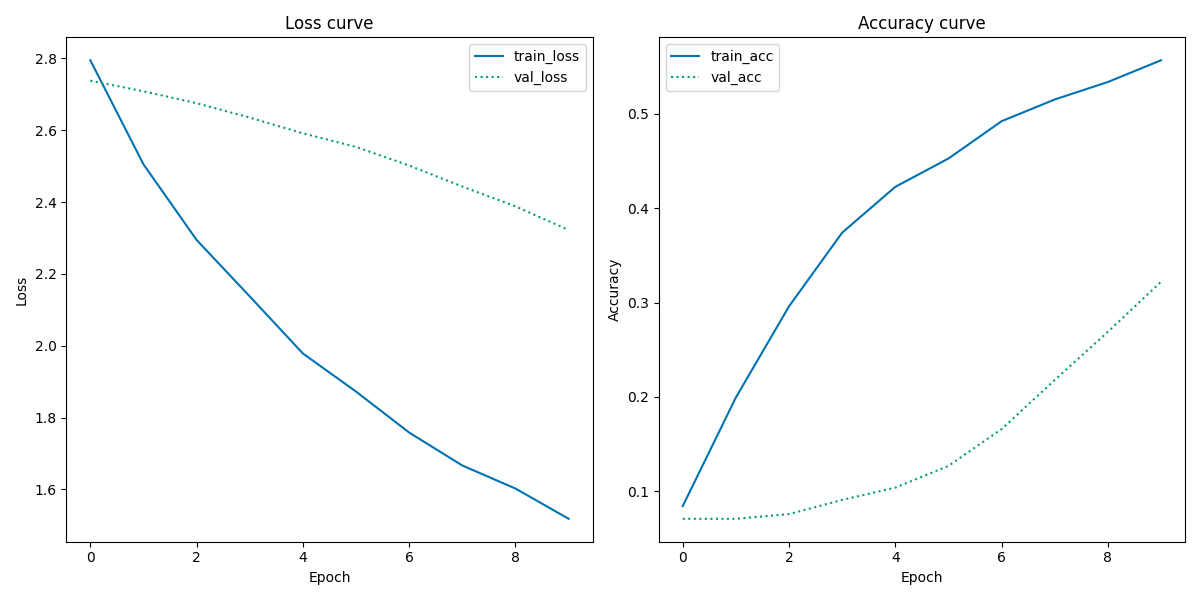 Loss curve
train_loss
val_loss
2.8
2.6
2.4
2.2
2.0
1.8
1.6
Loss
0 2 4 6 8
Epoch
Accuracy curve
train_acc
val_acc
0.5
0.4
0.3
0.2
0.1
Accuracy
0 2 4 6 8
Epoch